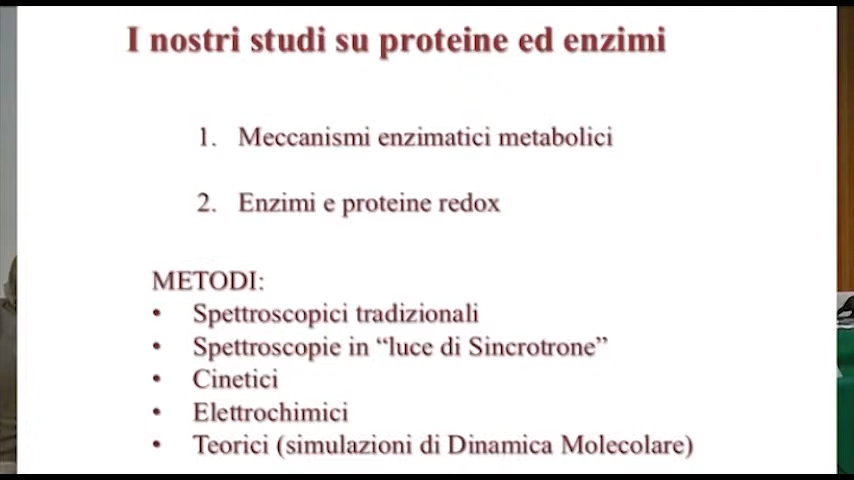 I nostri studi su proteine ed enzimi
1. Meccanismi enzimatici metabolici
2. Enzimi e proteine redox
METODI:
• Spettroscopici tradizionali
• Spettroscopie in “luce di Sincrotrone”
• Cinetici
• Elettrochimici
• Teorici (simulazioni di Dinamica Molecolare)